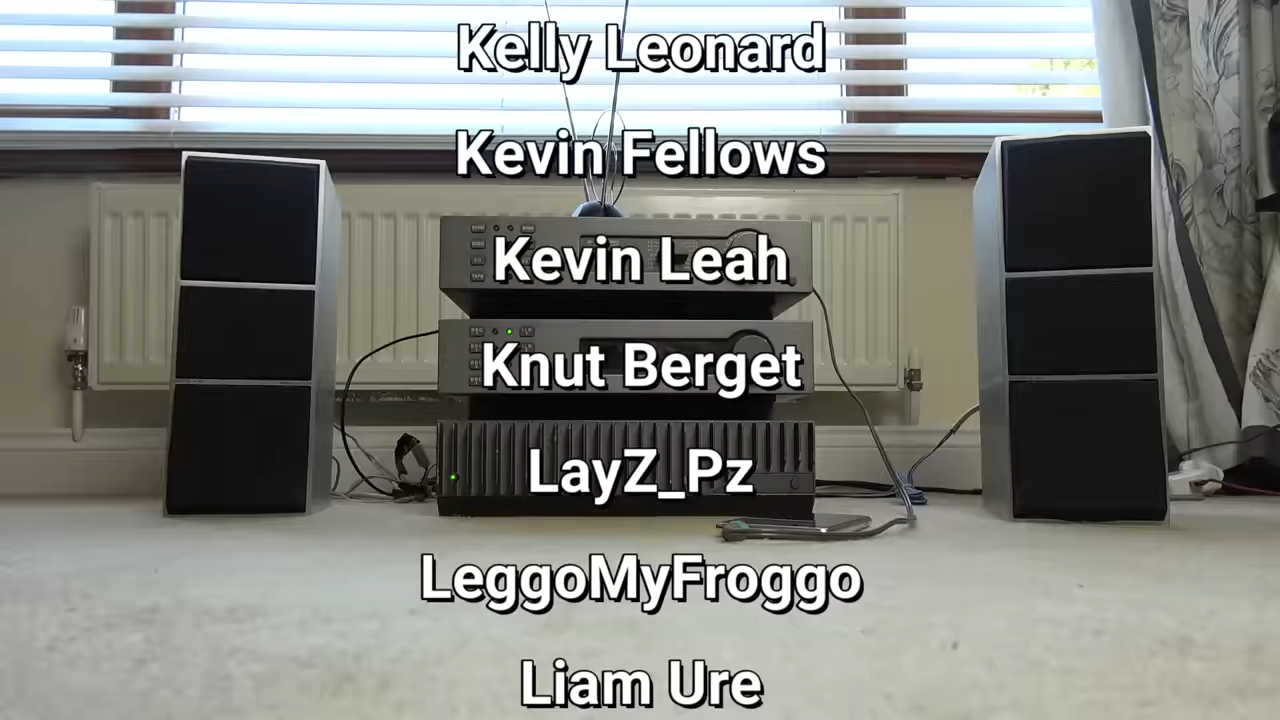 Kelly Leonard
Kevin Fellows
Kevin Leah
Knut Berget
LayZ_Pz
LeggoMyFroggo
Liam Ure